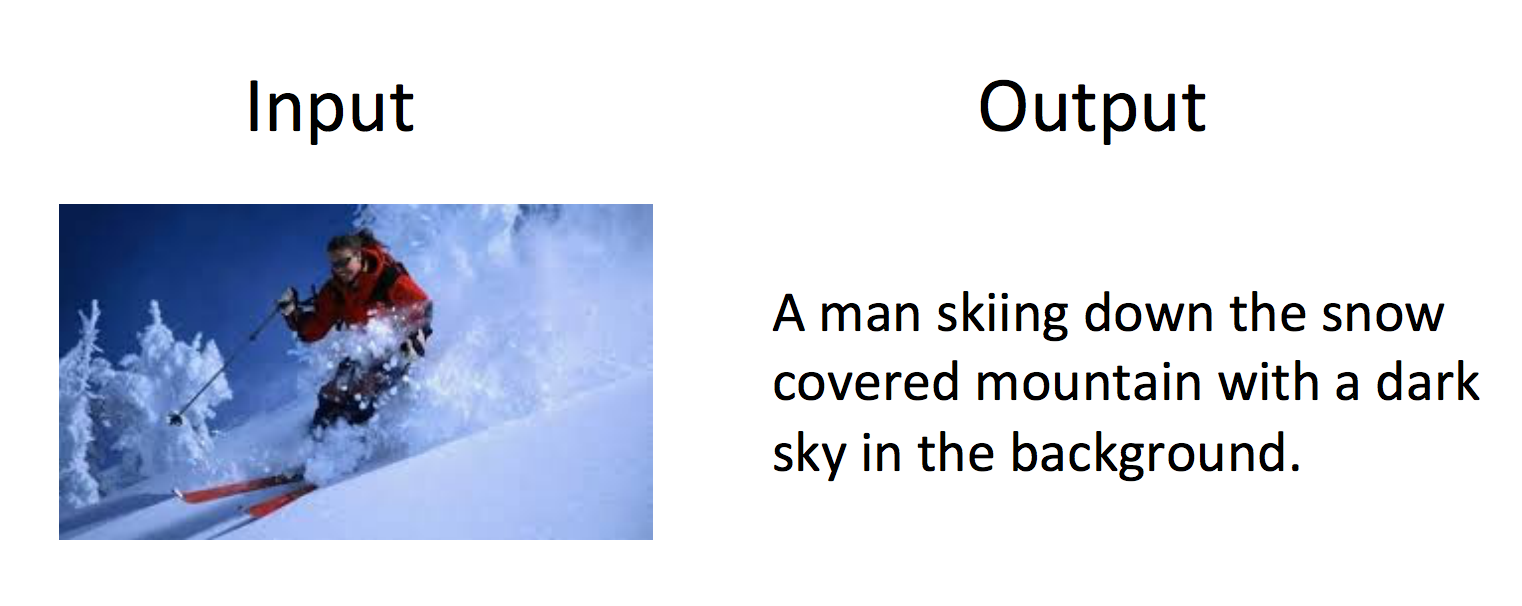 Input
Output
A man skiing down the snow
covered mountain with a dark
sky in the background.